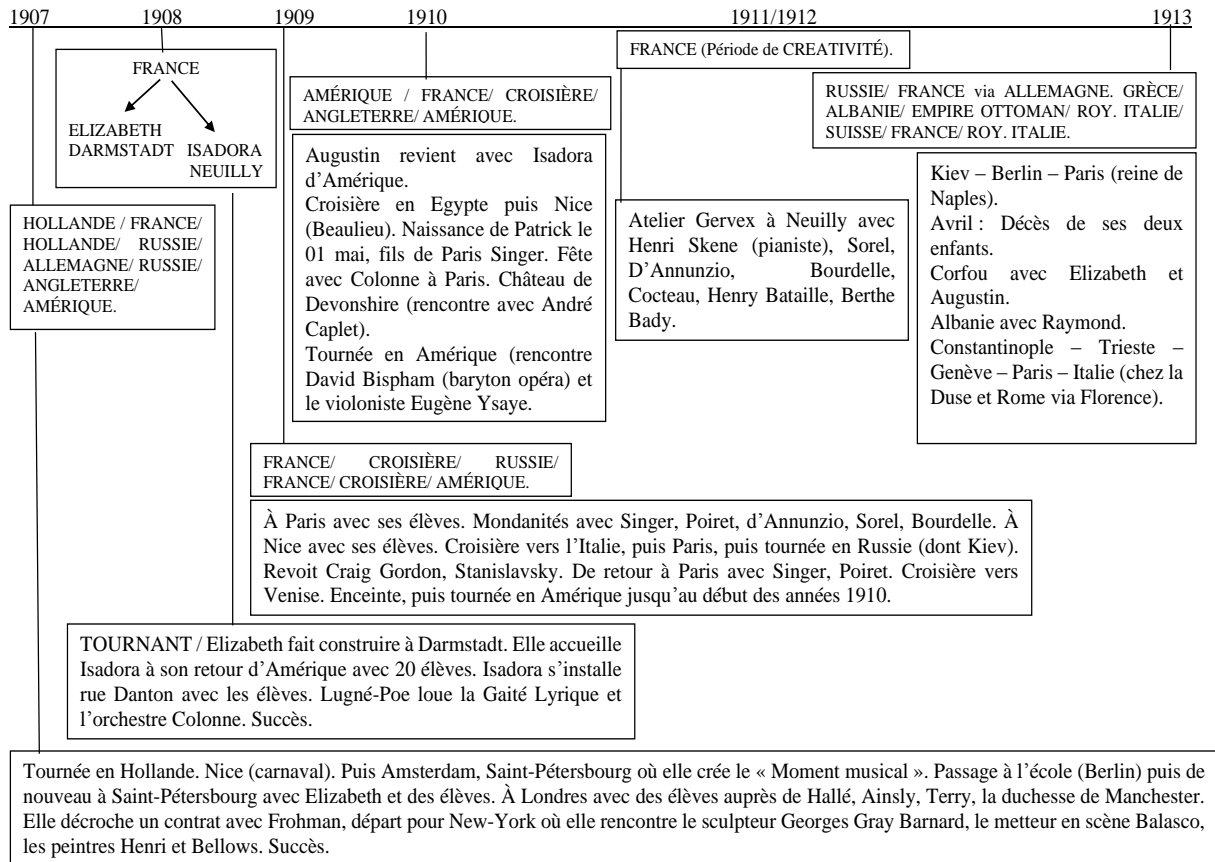 1907 1908 1909 1910 1911/1912 1913
FRANCE
ELIZABETH
DARMSTADT
ISADORA
NEUILLY
HOLLANDE / FRANCE/
HOLLANDE/ RUSSIE/
ALLEMAGNE/ RUSSIE/
ANGLETERRE/
AMÉRIQUE.
AMÉRIQUE / FRANCE/ CROISIÈRE/
ANGLETERRE/ AMÉRIQUE.
Augustin revient avec Isadora
d’Amérique.
Croisière en Egypte puis Nice
(Beaulieu). Naissance de Patrick le
01 mai, fils de Paris Singer. Fête
avec Colonne à Paris. Château de
Devonshire (rencontre avec André
Caplet).
Tournée en Amérique (rencontre
David Bispham (baryton opéra) et
le violoniste Eugène Ysaye.
FRANCE (Période de CREATIVITÉ).
Atelier Gervex à Neuilly avec
Henri Skene (pianiste), Sorel,
D’Annunzio, Bourdelle,
Cocteau, Henry Bataille, Berthe
Bady.
RUSSIE/ FRANCE via ALLEMAGNE. GRÈCE/
ALBANIE/ EMPIRE OTTOMAN/ ROY. ITALIE/
SUISSE/ FRANCE/ ROY. ITALIE.
Kiev – Berlin – Paris (reine de
Naples).
Avril : Décès de ses deux
enfants.
Corfou avec Elizabeth et
Augustin.
Albanie avec Raymond.
Constantinople – Trieste –
Genève – Paris – Italie (chez la
Duse et Rome via Florence).
FRANCE/ CROISIÈRE/ RUSSIE/
FRANCE/ CROISIÈRE/ AMÉRIQUE.
À Paris avec ses élèves. Mondanités avec Singer, Poiret, d’Annunzio, Sorel, Bourdelle. À
Nice avec ses élèves. Croisière vers l’Italie, puis Paris, puis tournée en Russie (dont Kiev).
Revoit Craig Gordon, Stanislavsky. De retour à Paris avec Singer, Poiret. Croisière vers
Venise. Enceinte, puis tournée en Amérique jusqu’au début des années 1910.
TOURNANT / Elizabeth fait construire à Darmstadt. Elle accueille
Isadora à son retour d’Amérique avec 20 élèves. Isadora s’installe
rue Danton avec les élèves. Lugné-Poe loue la Gaité Lyrique et
l’orchestre Colonne. Succès.
Tournée en Hollande. Nice (carnaval). Puis Amsterdam, Saint-Pétersbourg où elle crée le « Moment musical ». Passage à l’école (Berlin) puis de
nouveau à Saint-Pétersbourg avec Elizabeth et des élèves. À Londres avec des élèves auprès de Hallé, Ainsly, Terry, la duchesse de Manchester.
Elle décroche un contrat avec Frohman, départ pour New-York où elle rencontre le sculpteur Georges Gray Barnard, le metteur en scène Balasco,
les peintres Henri et Bellows. Succès.